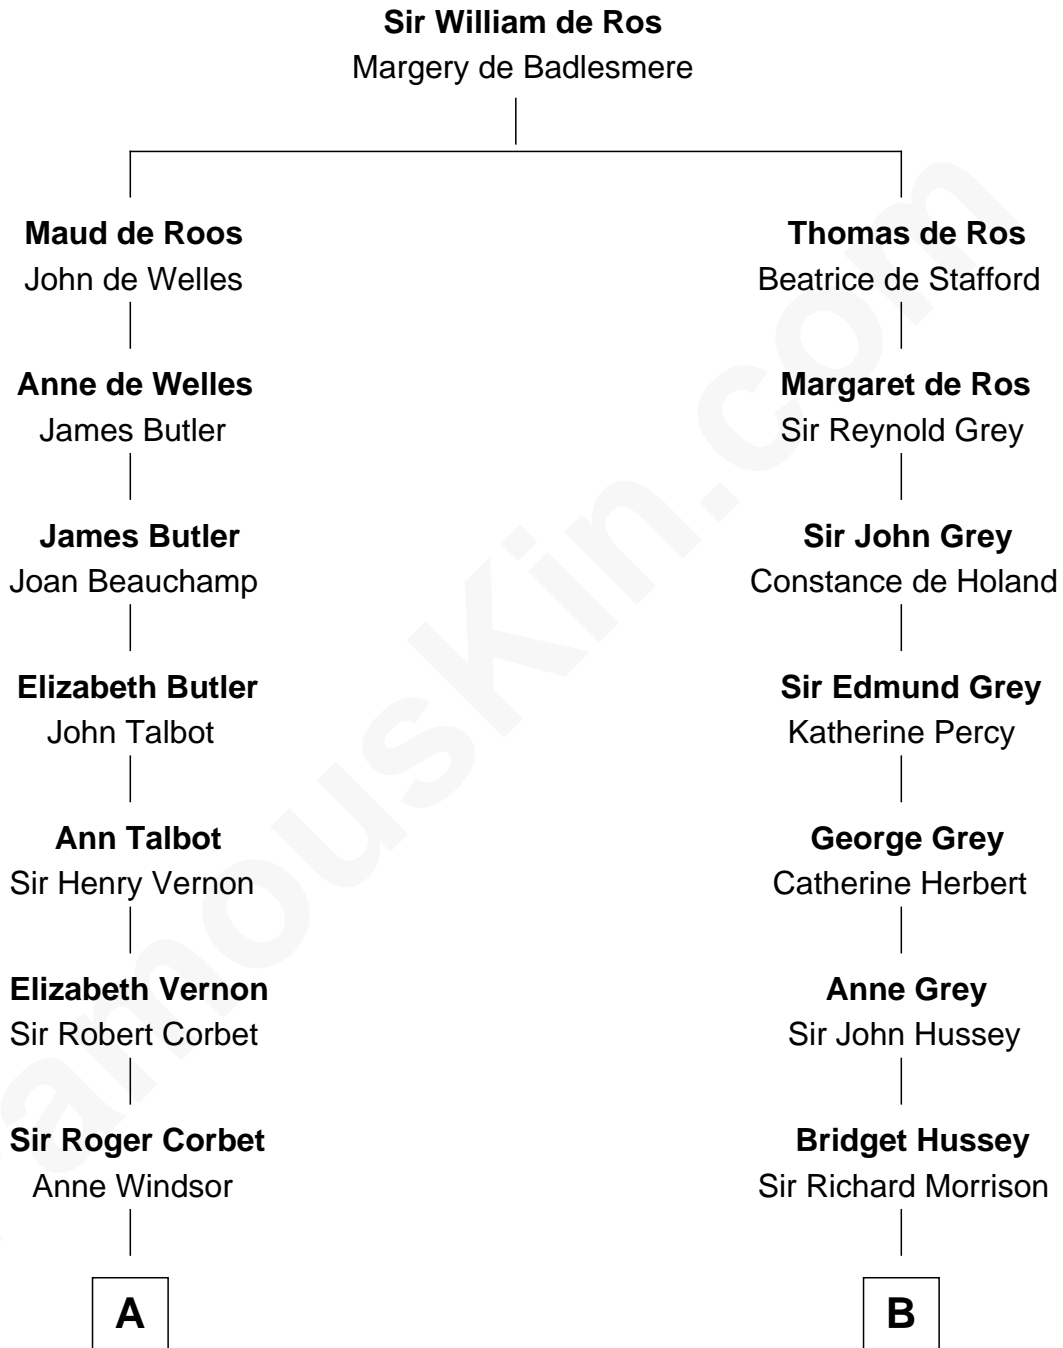 Sir William de Ros
Margery de Badlesmere
Maud de Roos
John de Welles
Thomas de Ros
Beatrice de Stafford
Anne de Welles
James Butler
Margaret de Ros
Sir Reynold Grey
James Butler
Joan Beauchamp
Sir John Grey
Constance de Holand
Elizabeth Butler
John Talbot
Sir Edmund Grey
Katherine Percy
Ann Talbot
Sir Henry Vernon
George Grey
Catherine Herbert
Elizabeth Vernon
Sir Robert Corbet
Anne Grey
Sir John Hussey
Sir Roger Corbet
Anne Windsor
Bridget Hussey
Sir Richard Morrison
A
B
amousKin.com